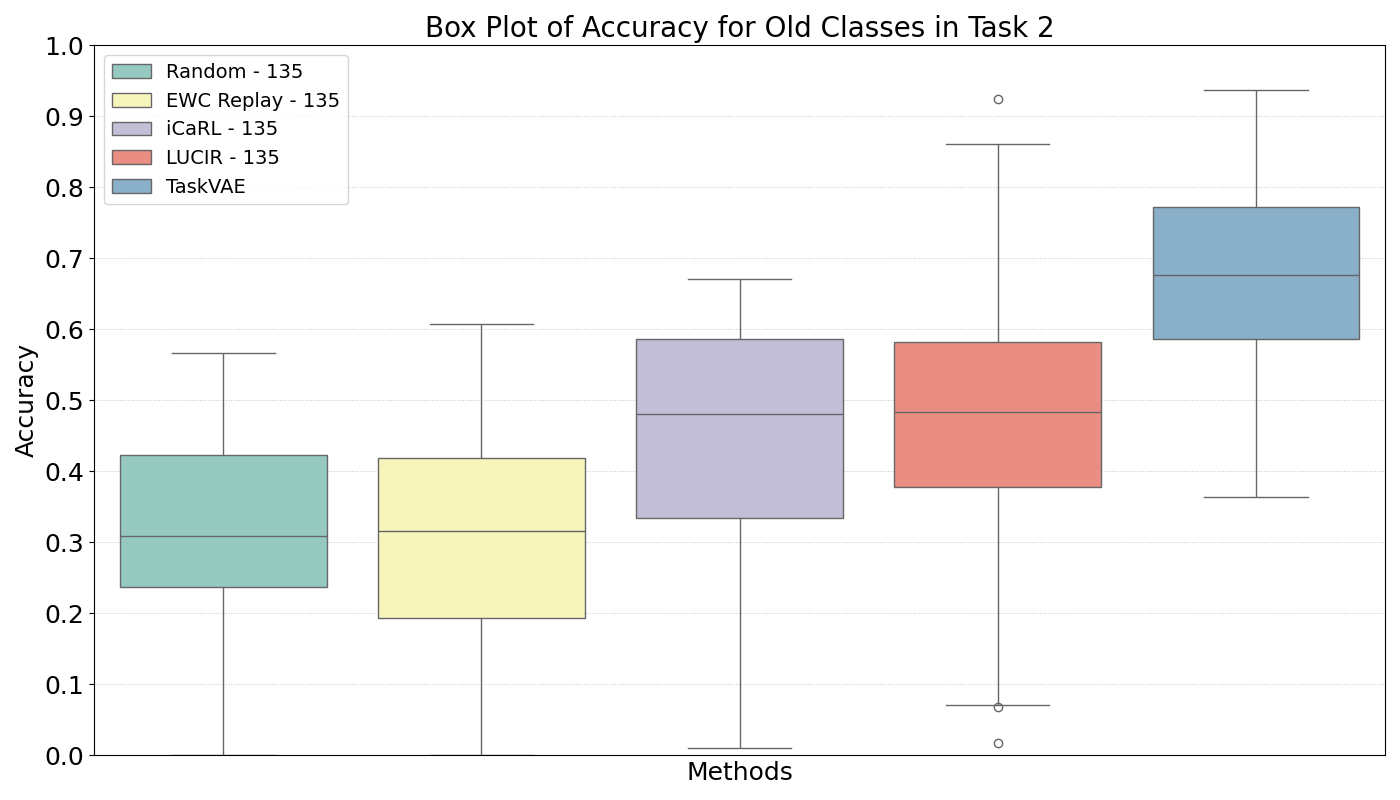 Box Plot of Accuracy for Old Classes in Task 2
1.0
0.9
0.8
0.7
0.6
0.5
0.4
0.3
0.2
0.1
0.0
Accuracy
Random - 135
EWC Replay - 135
iCaRL - 135
LUCIR - 135
TaskVAE
Methods